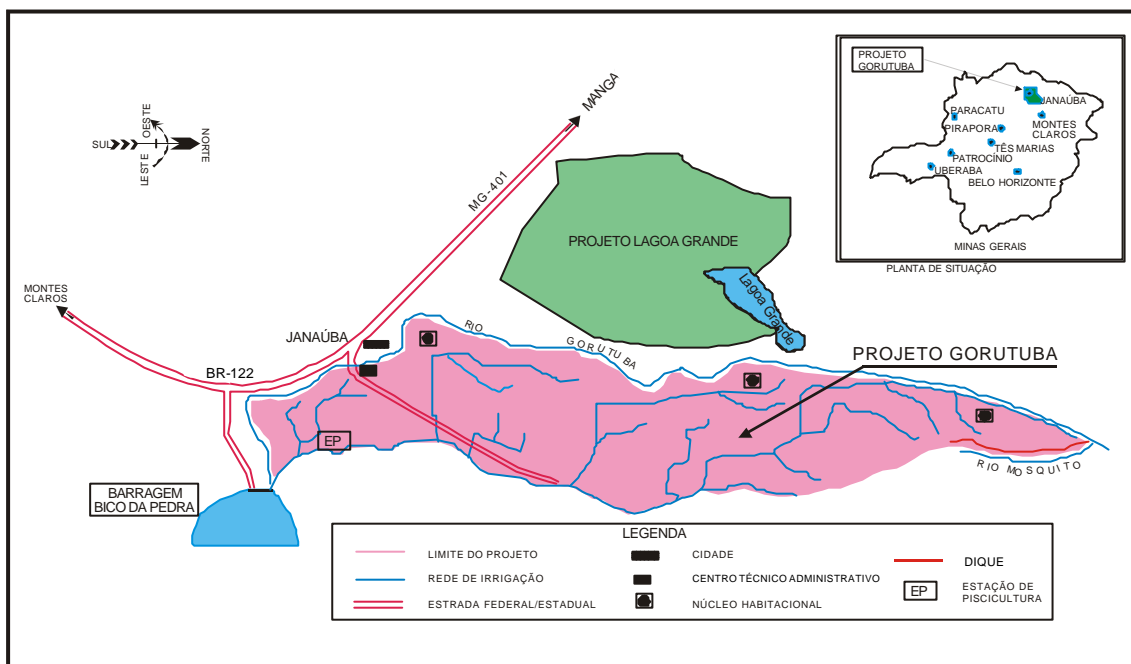 PROJETO
GORUTUBA
JANAÚBA
PARACATU
MONTES
CLAROS
PIRAPORA
TÊS MARIAS
PATROCÍNIO
UBERABA
BELO HORIZONTE
MINAS GERAIS
PLANTA DE SITUAÇÃO
SUL
OESTE
LESTE
NORTE
MANGA
MG-401
PROJETO LAGOA GRANDE
Lagoa Grande
MONTES
CLAROS
JANAÚBA
RIO
GORUTUBA
BR-122
PROJETO GORUTUBA
EP
RIO MOSQUITO
BARRAGEM
BICO DA PEDRA
LEGENDA
LIMITE DO PROJETO
REDE DE IRRIGAÇÃO
ESTRADA FEDERAL/ESTADUAL
CIDADE
CENTRO TÉCNICO ADMINISTRATIVO
NÚCLEO HABITACIONAL
DIQUE
EP
ESTAÇÃO DE
PISCICULTURA